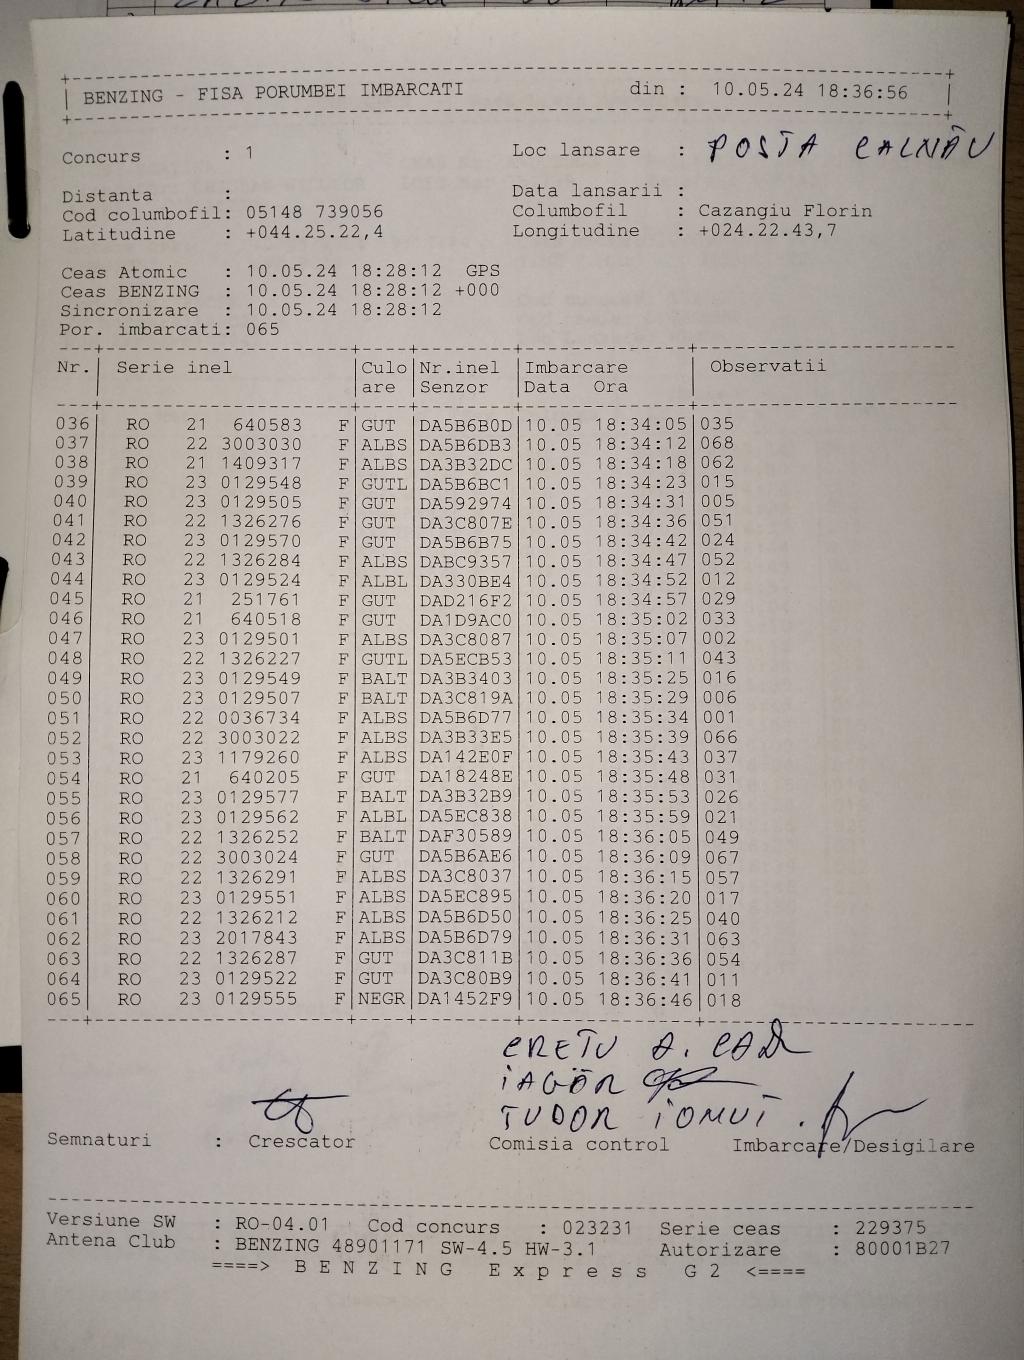 BENZING - FISA PORUMBEI IMBARCATI din : 10.05.24 18:36:56
Concurs : 1 Loc lansare : POSTA CALNĂU
Distanta : Data lansarii :
Cod columbofil: 05148 739056 Columbofil : Cazangiu Florin
Latitudine : +044.25.22,4 Longitudine : +024.22.43,7
Ceas Atomic : 10.05.24 18:28:12 GPS
Ceas BENZING : 10.05.24 18:28:12 +000
Sincronizare : 10.05.24 18:28:12
Por. imbarcati: 065
Nr. Serie inel Culo Nr.inel Imbarcare Observatii
are Senzor Data Ora
036 RO 21 640583 F GUT DA5B6B0D 10.05 18:34:05 035
037 RO 22 3003030 F ALBS DA5B6DB3 10.05 18:34:12 068
038 RO 21 1409317 F ALBS DA3B32DC 10.05 18:34:18 062
039 RO 23 0129548 F GUTL DA5B6BC1 10.05 18:34:23 015
040 RO 23 0129505 F GUT DA592974 10.05 18:34:31 005
041 RO 22 1326276 F GUT DA3C807E 10.05 18:34:36 051
042 RO 23 0129570 F GUT DA5B6B75 10.05 18:34:42 024
043 RO 22 1326284 F ALBS DABC9357 10.05 18:34:47 052
044 RO 23 0129524 F ALBL DA330BE4 10.05 18:34:52 012
045 RO 21 251761 F GUT DAD216F2 10.05 18:34:57 029
046 RO 21 640518 F GUT DA1D9AC0 10.05 18:35:02 033
047 RO 23 0129501 F ALBS DA3C8087 10.05 18:35:07 002
048 RO 22 1326227 F GUTL DA5ECB53 10.05 18:35:11 043
049 RO 23 0129549 F BALT DA3B3403 10.05 18:35:25 016
050 RO 23 0129507 F BALT DA3C819A 10.05 18:35:29 006
051 RO 22 0036734 F ALBS DA5B6D77 10.05 18:35:34 001
052 RO 22 3003022 F ALBS DA3B33E5 10.05 18:35:39 066
053 RO 23 1179260 F ALBS DA142E0F 10.05 18:35:43 037
054 RO 21 640205 F GUT DA18248E 10.05 18:35:48 031
055 RO 23 0129577 F BALT DA3B32B9 10.05 18:35:53 026
056 RO 23 0129562 F ALBL DA5EC838 10.05 18:35:59 021
057 RO 22 1326252 F BALT DAF30589 10.05 18:36:05 049
058 RO 22 3003024 F GUT DA5B6AE6 10.05 18:36:09 067
059 RO 22 1326291 F ALBS DA3C8037 10.05 18:36:15 057
060 RO 23 0129551 F ALBS DA5EC895 10.05 18:36:20 017
061 RO 22 1326212 F ALBS DA5B6D50 10.05 18:36:25 040
062 RO 23 2017843 F ALBS DA5B6D79 10.05 18:36:31 063
063 RO 22 1326287 F GUT DA3C811B 10.05 18:36:36 054
064 RO 23 0129522 F GUT DA3C80B9 10.05 18:36:41 011
065 RO 23 0129555 F NEGR DA1452F9 10.05 18:36:46 018
CRETU A.
TUDOR IONUT
Semnaturi : Crescator Comisia control Imbarcare/Desigilare
Versiune SW : RO-04.01 Cod concurs : 023231 Serie ceas : 229375
Antena Club : BENZING 48901171 SW-4.5 HW-3.1 Autorizare : 80001B27
====> BENZING Express G2 <====